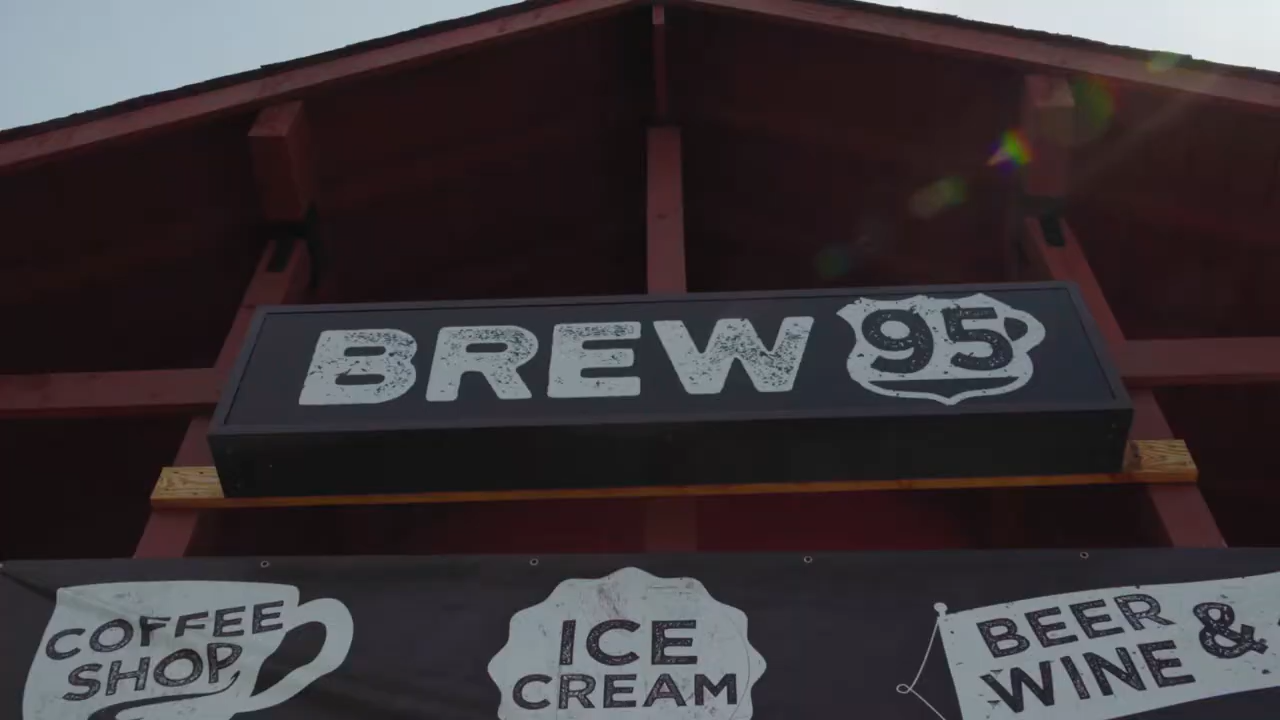 BREW 95
COFFEE
SHOP
ICE
CREAM
BEER
WINE &